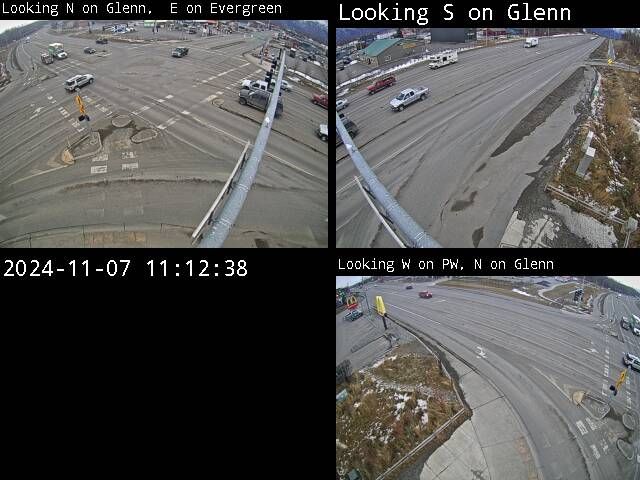 Looking N on Glenn, E on Evergreen
Looking S on Glenn
2024-11-07 11:12:38
Looking W on PW, N on Glenn